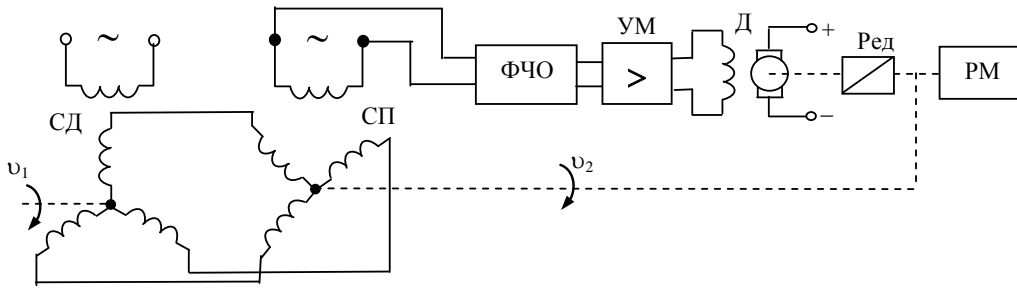 ~
~
УМ
Д
+
Ред
ФЧО
>
РМ
−
СД
СП
υ1
υ2